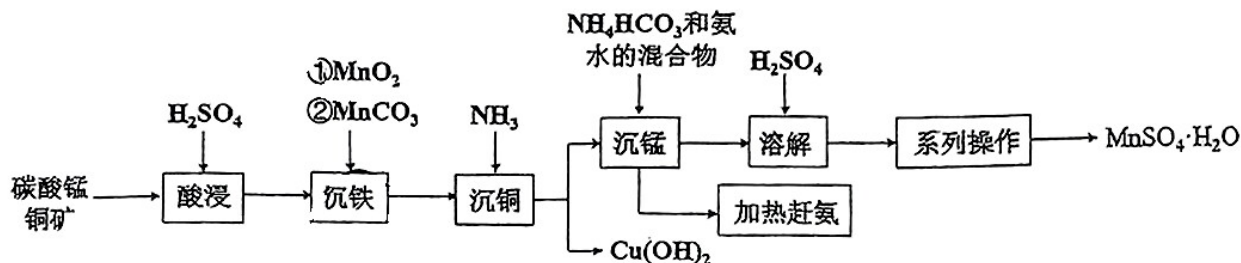 NH₄HCO₃和氨
水的混合物
H₂SO₄
①MnO₂
②MnCO₃
H₂SO₄
NH₃
碳酸锰
铜矿
酸浸
沉铁
沉铜
沉锰
溶解
系列操作
MnSO₄·H₂O
加热赶氨
Cu(OH)₂